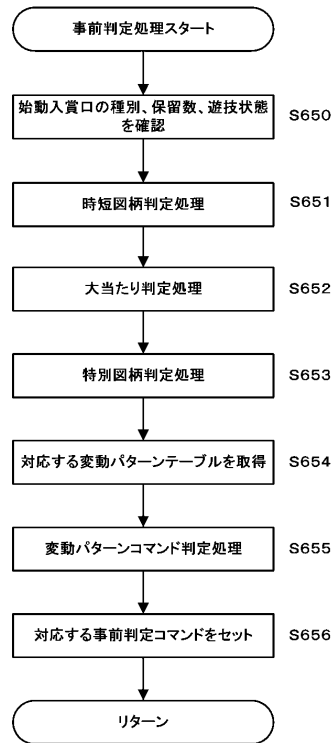 事前判定処理スタート
始動入賞口の種別、保留数、遊技状態
を確認
S650
時短図柄判定処理
S651
大当たり判定処理
S652
特別図柄判定処理
S653
対応する変動パターンテーブルを取得
S654
変動パターンコマンド判定処理
S655
対応する事前判定コマンドをセット
S656
リターン